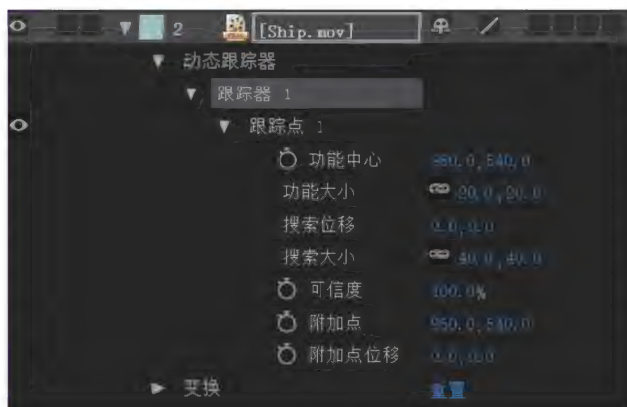 2 [Ship.mov]
动态跟踪器
跟踪器 1
跟踪点 1
功能中心 960.0,540.0
功能大小 20.0,20.0
搜索位移 0.0,0.0
搜索大小 40.0,40.0
可信度 100.0%
附加点 960.0,540.0
附加点位移 0.0,0.0
变换 重置